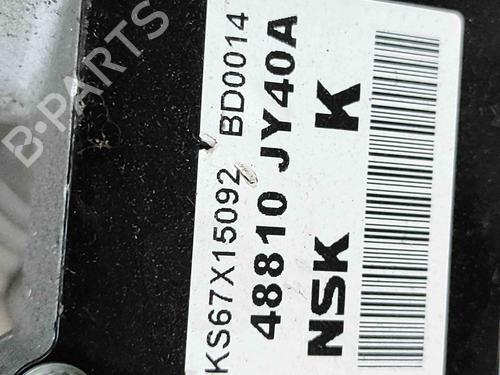 KS67X15092 BD0014
48810 JY40A
NSK K
B-PARTS